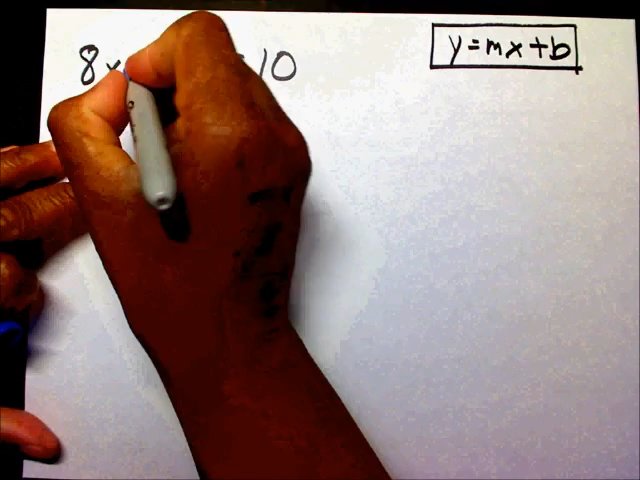 8x = 10
y=mx+b